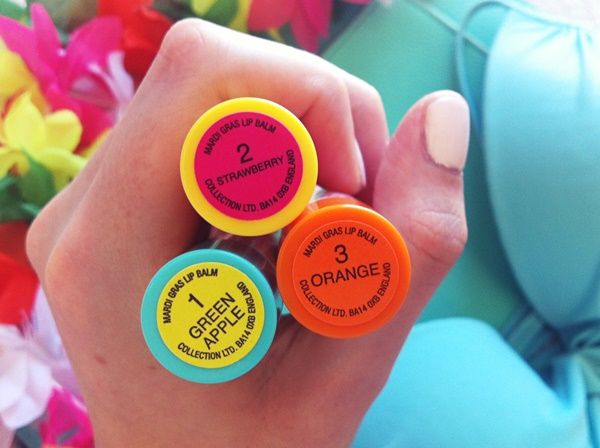 MARDI GRAS LIP BALM
2
STRAWBERRY
COLLECTION LTD. BA14 0XB ENGLAND
MARDI GRAS LIP BALM
3
ORANGE
COLLECTION LTD. BA14 0XB ENGLAND
MARDI GRAS LIP BALM
1
GREEN
APPLE
COLLECTION LTD. BA14 0XB ENGLAND